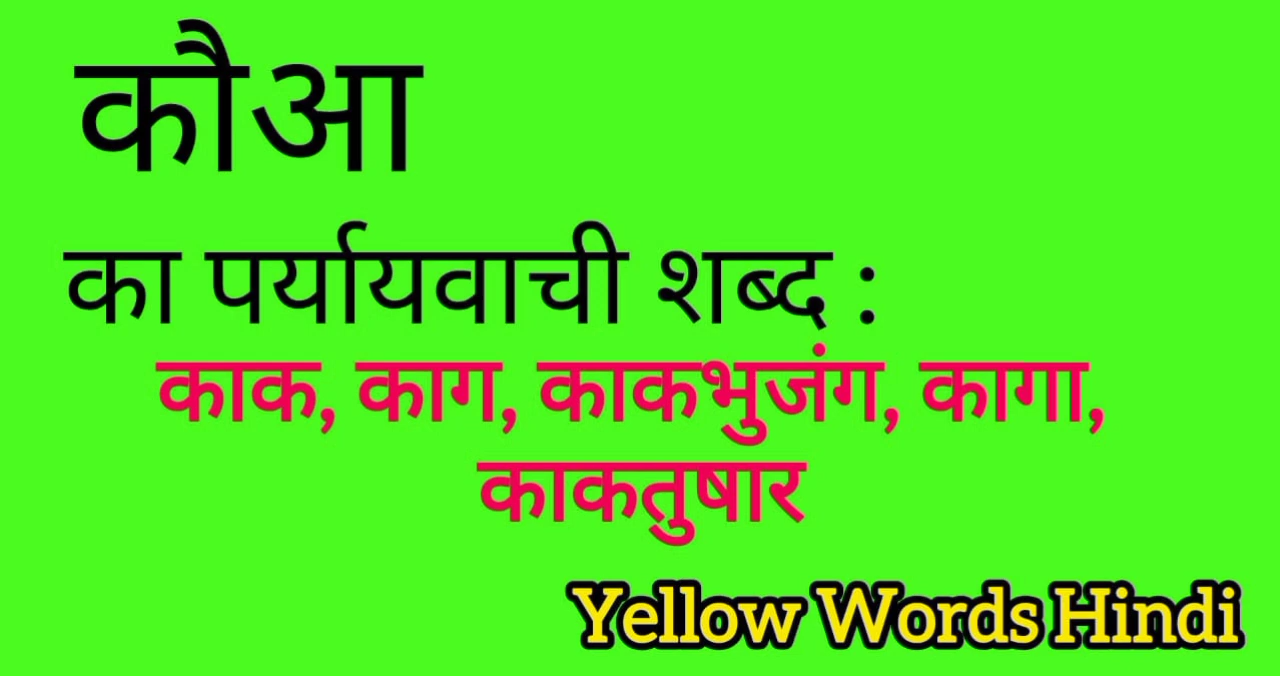 कौआ
का पर्यायवाची शब्द :
काक, काग, काकभुजंग, कागा,
काकतुषार
Yellow Words Hindi